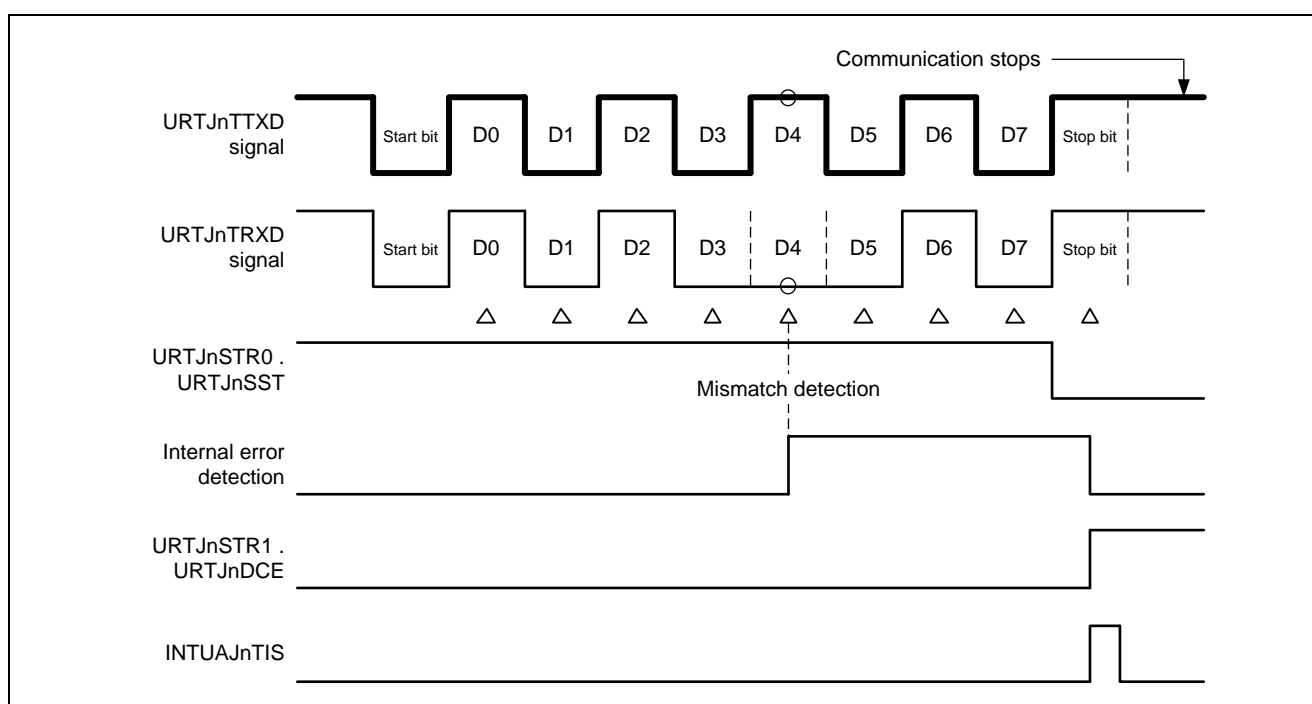 Communication stops
URTJnTTXD
signal
Start bit D0 D1 D2 D3 D4 D5 D6 D7 Stop bit
URTJnTRXD
signal
Start bit D0 D1 D2 D3 D4 D5 D6 D7 Stop bit
URTJnSTR0 .
URTJnSST
Mismatch detection
Internal error
detection
URTJnSTR1 .
URTJnDCE
INTUAJnTIS